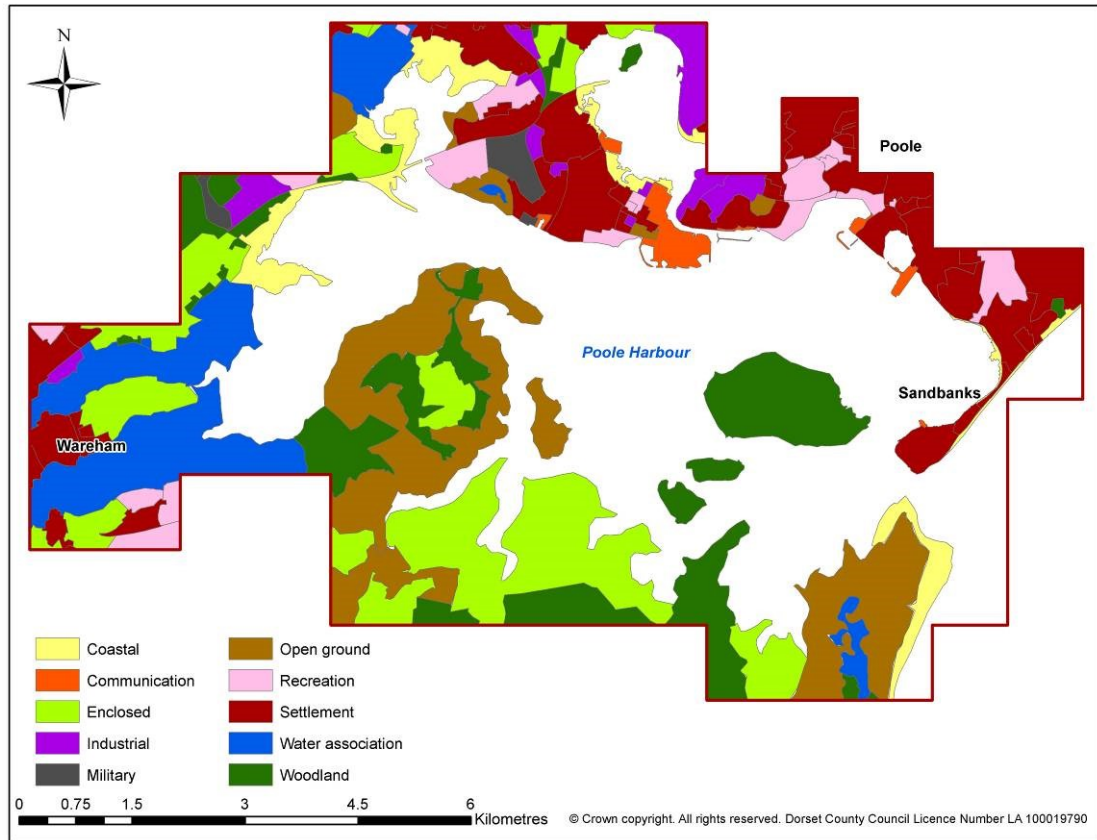 N
Poole
Poole Harbour
Sandbanks
Wareham
Coastal
Communication
Enclosed
Industrial
Military
Open ground
Recreation
Settlement
Water association
Woodland
0 0.75 1.5 3 4.5 6
Kilometres
© Crown copyright. All rights reserved. Dorset County Council Licence Number LA 100019790